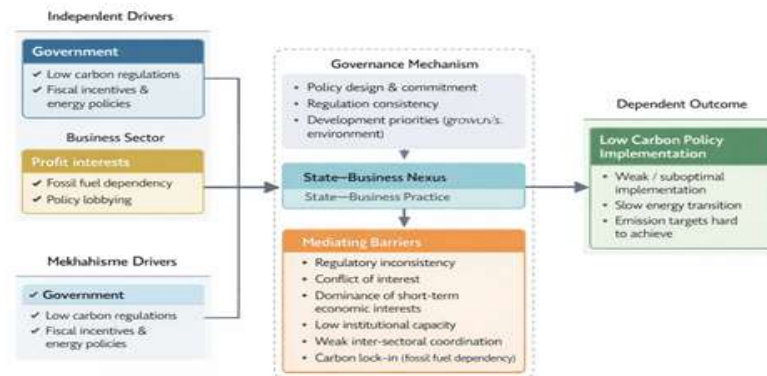 Indepenlent Drivers
Government
✓ Low carbon regulations
✓ Fiscal incentives &
energy policies
Business Sector
Profit interests
✓ Fossil fuel dependency
✓ Policy lobbying
Mekhahisme Drivers
✓ Government
✓ Low carbon regulations
✓ Fiscal incentives &
energy policies
Governance Mechanism
• Policy design & commitment
• Regulation consistency
• Development priorities
environment)
State—Business Nexus
State—Business Practice
Mediating Barriers
• Regulatory inconsistency
• Conflict of interest
• Dominance of short-term
economic interests
• Low institutional capacity
• Weak inter-sectoral coordination
• Carbon lock-in (fossil fuel dependency)
Dependent Outcome
Low Carbon Policy
Implementation
• Weak / suboptimal
implementation
• Slow energy transition
• Emission targets hard
to achieve